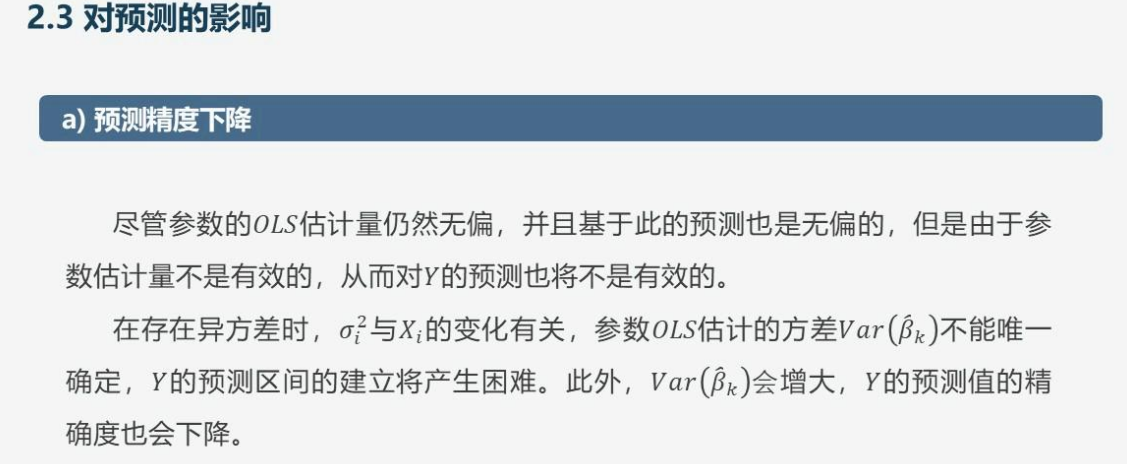 2.3 对预测的影响
a) 预测精度下降
尽管参数的OLS估计量仍然无偏，并且基于此的预测也是无偏的，但是由于参
数估计量不是有效的，从而对Y的预测也将不是有效的。
在存在异方差时，σᵢ²与Xᵢ的变化有关，参数OLS估计的方差Var(β̂ₖ)不能唯一
确定，Y的预测区间的建立将产生困难。此外，Var(β̂ₖ)会增大，Y的预测值的精
确度也会下降。